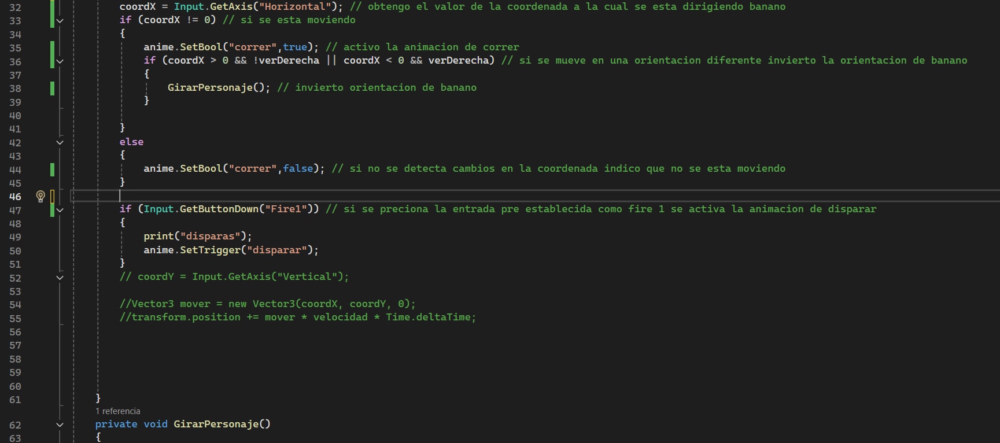 32 coordX = Input.GetAxis("Horizontal"); // obtengo el valor de la coordenada a la cual se esta dirigiendo banano
33 if (coordX != 0) // si se esta moviendo
34 {
35 anime.SetBool("correr",true); // activo la animacion de correr
36 if (coordX > 0 && !verDerecha || coordX < 0 && verDerecha) // si se mueve en una orientacion diferente invierto la orientacion de banano
37 {
38 GirarPersonaje(); // invierto orientacion de banano
39 }
40
41 }
42 else
43 {
44 anime.SetBool("correr",false); // si no se detecta cambios en la coordenada indico que no se esta moviendo
45 }
46
47 if (Input.GetButtonDown("Fire1")) // si se preciona la entrada pre establecida como fire 1 se activa la animacion de disparar
48 {
49 print("disparas");
50 anime.SetTrigger("disparar");
51 }
52 // coordY = Input.GetAxis("Vertical");
53
54 //Vector3 mover = new Vector3(coordX, coordY, 0);
55 //transform.position += mover * velocidad * Time.deltaTime;
56
57
58
59
60
61 }
1 referencia
62 private void GirarPersonaje()
63 {